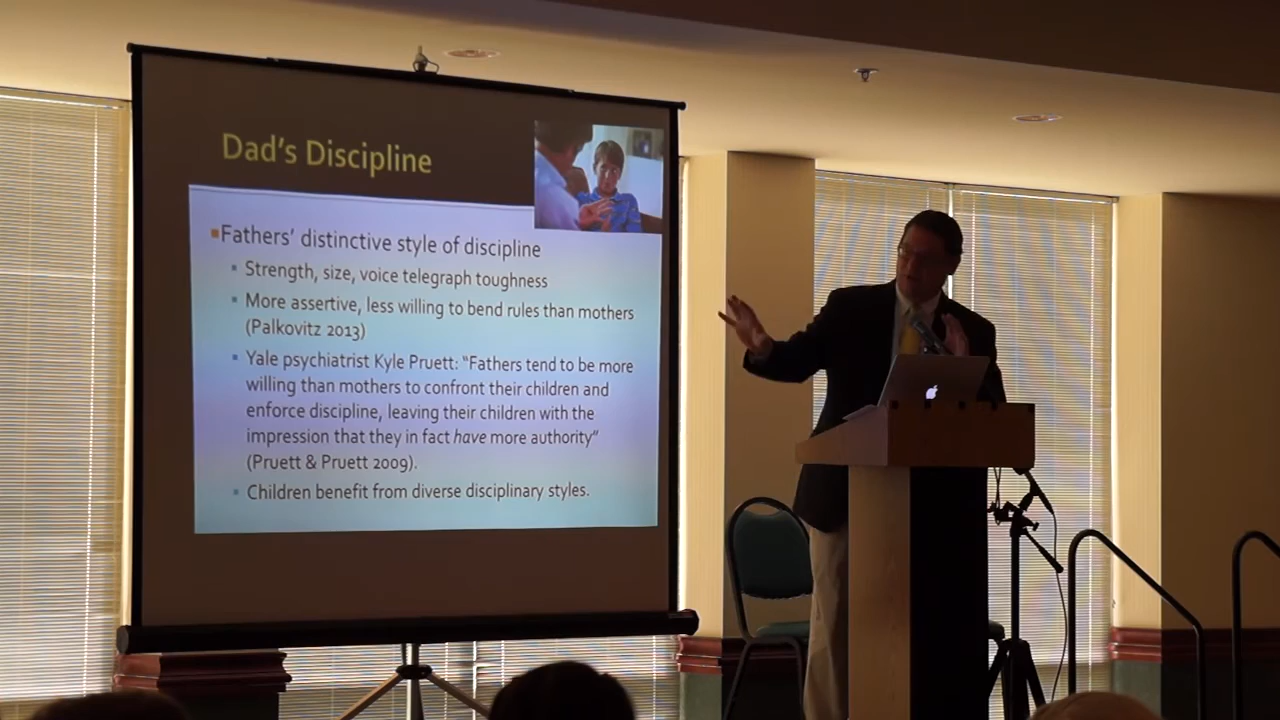 Dad's Discipline
Fathers' distinctive style of discipline
Strength, size, voice telegraph toughness
More assertive, less willing to bend rules than mothers
(Palkovitz 2013)
Yale psychiatrist Kyle Pruett: "Fathers tend to be more
willing than mothers to confront their children and
enforce discipline, leaving their children with the
impression that they in fact have more authority"
(Pruett & Pruett 2009).
Children benefit from diverse disciplinary styles.